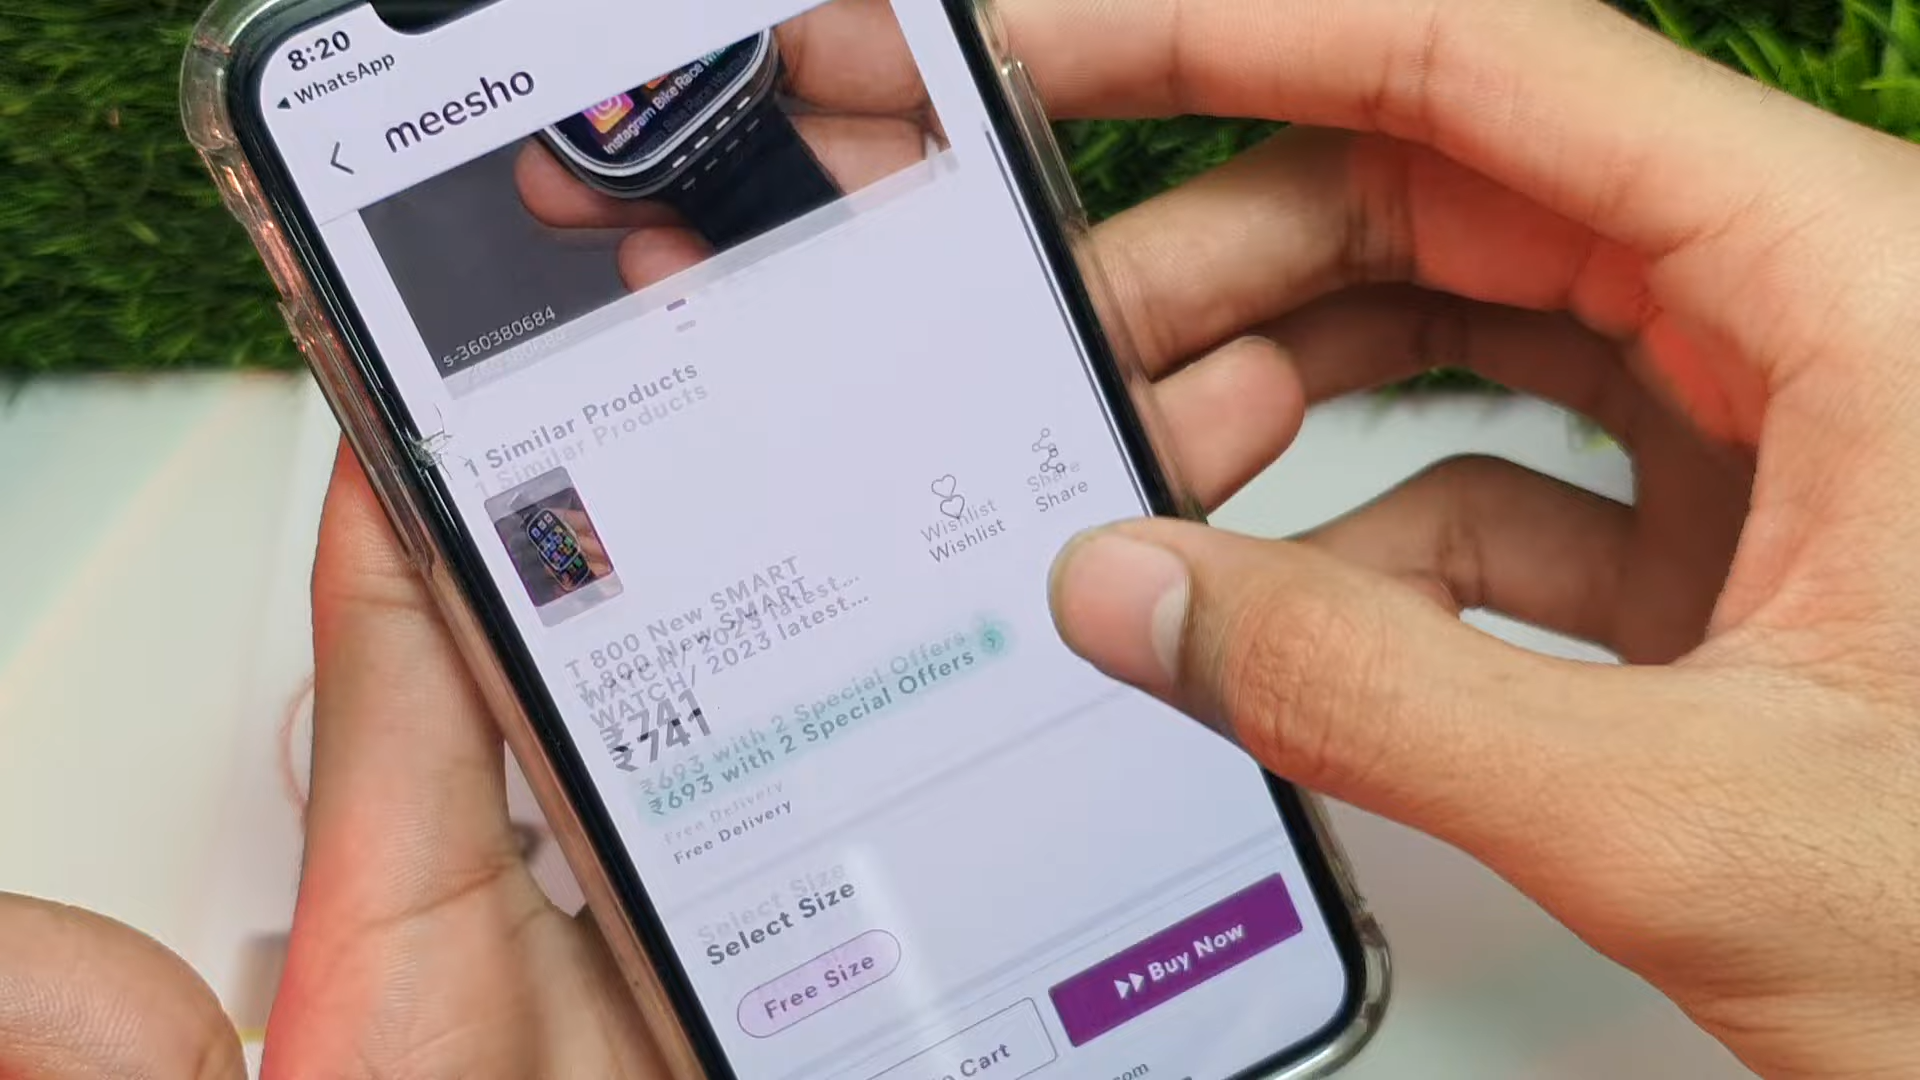 8:20
◀ WhatsApp
meesho
Instagram Bike Race
s-360380684
1 Similar Products
Wishlist
Share
T 800 New SMART
WATCH/ 2023 latest...
₹741
₹693 with 2 Special Offers
Free Delivery
Select Size
Free Size
Cart
Buy Now